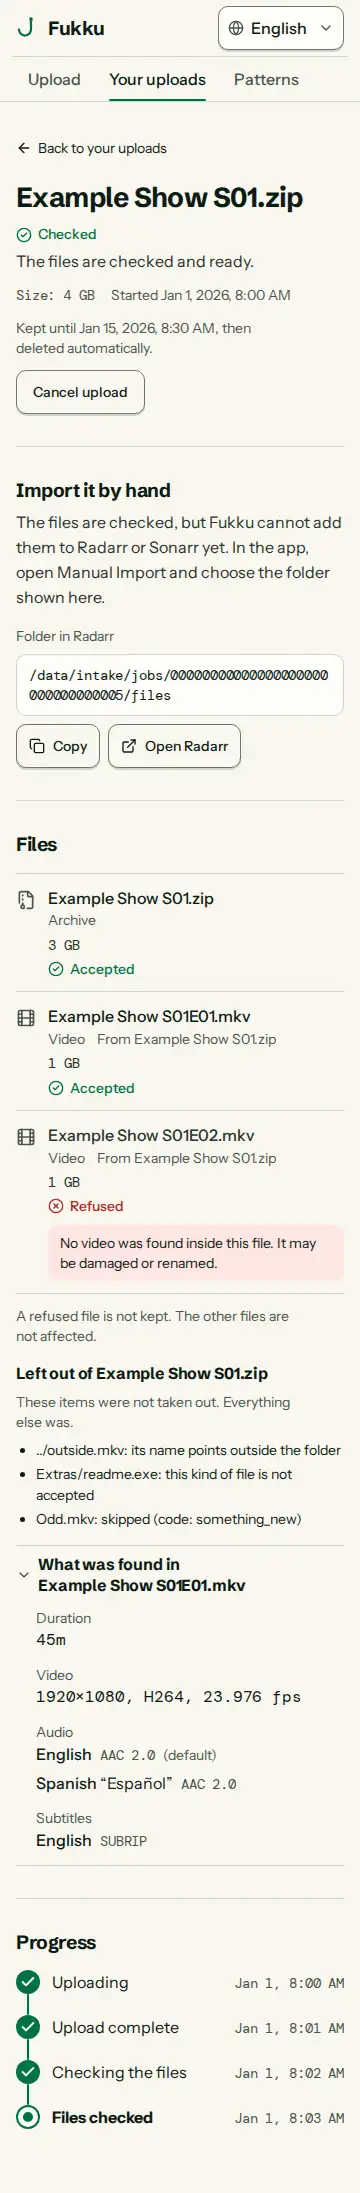 Fukku
English
Upload
Your uploads
Patterns
Back to your uploads
Example Show S01.zip
Checked
The files are checked and ready.
Size: 4 GB Started Jan 1, 2026, 8:00 AM
Kept until Jan 15, 2026, 8:30 AM, then
deleted automatically.
Cancel upload
Import it by hand
The files are checked, but Fukku cannot add
them to Radarr or Sonarr yet. In the app,
open Manual Import and choose the folder
shown here.
Folder in Radarr
/data/intake/jobs/00000000000000000000
000000000005/files
Copy
Open Radarr
Files
Example Show S01.zip
Archive
3 GB
Accepted
Example Show S01E01.mkv
Video From Example Show S01.zip
1 GB
Accepted
Example Show S01E02.mkv
Video From Example Show S01.zip
1 GB
Refused
No video was found inside this file. It may
be damaged or renamed.
A refused file is not kept. The other files are
not affected.
Left out of Example Show S01.zip
These items were not taken out. Everything
else was.
../outside.mkv: its name points outside the folder
Extras/readme.exe: this kind of file is not
accepted
Odd.mkv: skipped (code: something_new)
What was found in
Example Show S01E01.mkv
Duration
45m
Video
1920×1080, H264, 23.976 fps
Audio
English AAC 2.0 (default)
Spanish “Español” AAC 2.0
Subtitles
English SUBRIP
Progress
Uploading Jan 1, 8:00 AM
Upload complete Jan 1, 8:01 AM
Checking the files Jan 1, 8:02 AM
Files checked Jan 1, 8:03 AM